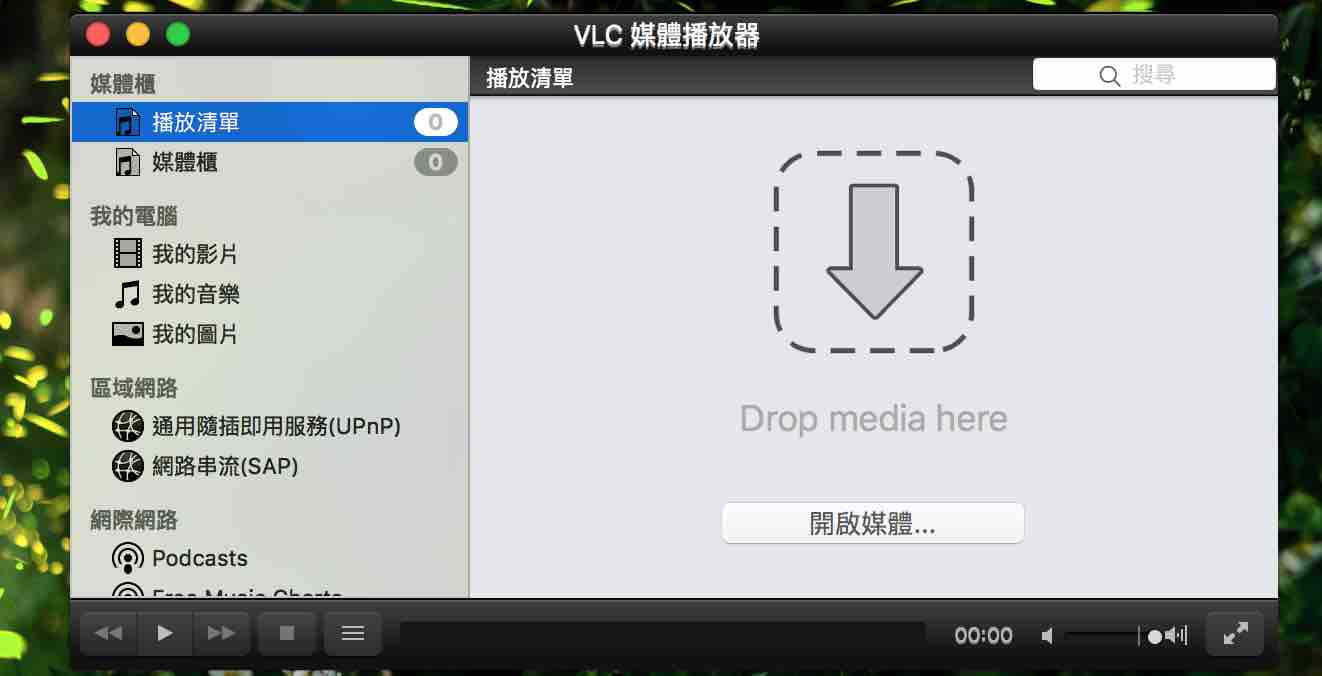 VLC 媒體播放器
媒體櫃
播放清單
0
媒體櫃
0
我的電腦
我的影片
我的音樂
我的圖片
區域網路
通用隨插即用服務(UPnP)
網路串流(SAP)
網際網路
Podcasts
Free Music Charts
播放清單
搜尋
Drop media here
開啟媒體...
00:00